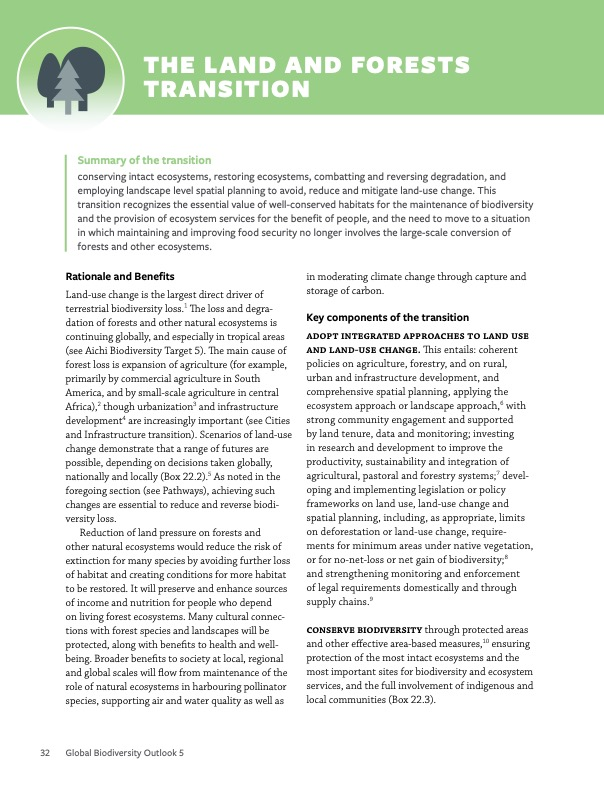 THE LAND AND FORESTS
TRANSITION
Summary of the transition
conserving intact ecosystems, restoring ecosystems, combatting and reversing degradation, and
employing landscape level spatial planning to avoid, reduce and mitigate land-use change. This
transition recognizes the essential value of well-conserved habitats for the maintenance of biodiversity
and the provision of ecosystem services for the benefit of people, and the need to move to a situation
in which maintaining and improving food security no longer involves the large-scale conversion of
forests and other ecosystems.
Rationale and Benefits
Land-use change is the largest direct driver of
terrestrial biodiversity loss.¹ The loss and degra-
dation of forests and other natural ecosystems is
continuing globally, and especially in tropical areas
(see Aichi Biodiversity Target 5). The main cause of
forest loss is expansion of agriculture (for example,
primarily by commercial agriculture in South
America, and by small-scale agriculture in central
Africa),² though urbanization³ and infrastructure
development⁴ are increasingly important (see Cities
and Infrastructure transition). Scenarios of land-use
change demonstrate that a range of futures are
possible, depending on decisions taken globally,
nationally and locally (Box 22.2).⁵ As noted in the
foregoing section (see Pathways), achieving such
changes are essential to reduce and reverse biodi-
versity loss.
Reduction of land pressure on forests and
other natural ecosystems would reduce the risk of
extinction for many species by avoiding further loss
of habitat and creating conditions for more habitat
to be restored. It will preserve and enhance sources
of income and nutrition for people who depend
on living forest ecosystems. Many cultural connec-
tions with forest species and landscapes will be
protected, along with benefits to health and well-
being. Broader benefits to society at local, regional
and global scales will flow from maintenance of the
role of natural ecosystems in harbouring pollinator
species, supporting air and water quality as well as
in moderating climate change through capture and
storage of carbon.
Key components of the transition
ADOPT INTEGRATED APPROACHES TO LAND USE
AND LAND-USE CHANGE. This entails: coherent
policies on agriculture, forestry, and on rural,
urban and infrastructure development, and
comprehensive spatial planning, applying the
ecosystem approach or landscape approach,⁶ with
strong community engagement and supported
by land tenure, data and monitoring; investing
in research and development to improve the
productivity, sustainability and integration of
agricultural, pastoral and forestry systems;⁷ devel-
oping and implementing legislation or policy
frameworks on land use, land-use change and
spatial planning, including, as appropriate, limits
on deforestation or land-use change, require-
ments for minimum areas under native vegetation,
or for no-net-loss or net gain of biodiversity;⁸
and strengthening monitoring and enforcement
of legal requirements domestically and through
supply chains.⁹
CONSERVE BIODIVERSITY through protected areas
and other effective area-based measures,¹⁰ ensuring
protection of the most intact ecosystems and the
most important sites for biodiversity and ecosystem
services, and the full involvement of indigenous and
local communities (Box 22.3).
32 Global Biodiversity Outlook 5